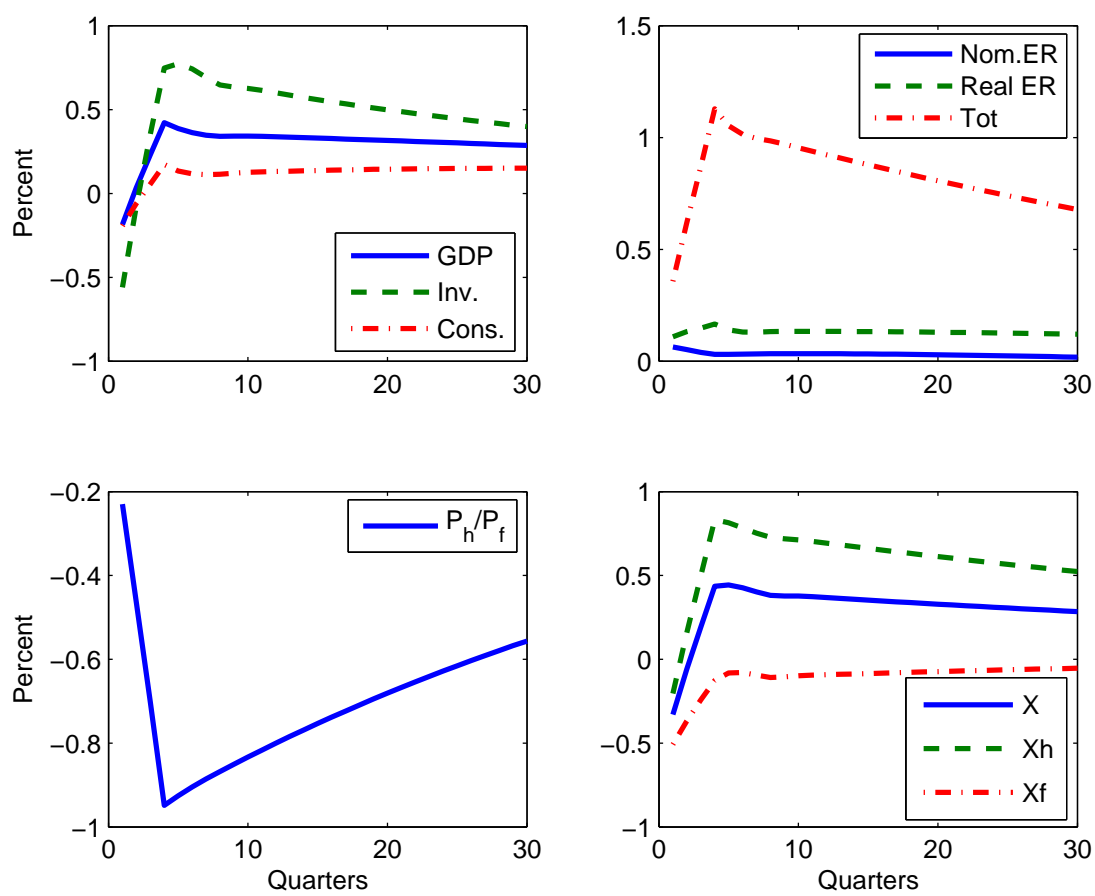 1
0.5
0
−0.5
−1
Percent
0
10
20
30
GDP
Inv.
Cons.
1.5
1
0.5
0
0
10
20
30
Nom.ER
Real ER
Tot
−0.2
−0.4
−0.6
−0.8
−1
Percent
0
10
20
30
Quarters
P_h/P_f
1
0.5
0
−0.5
−1
0
10
20
30
Quarters
X
Xh
Xf